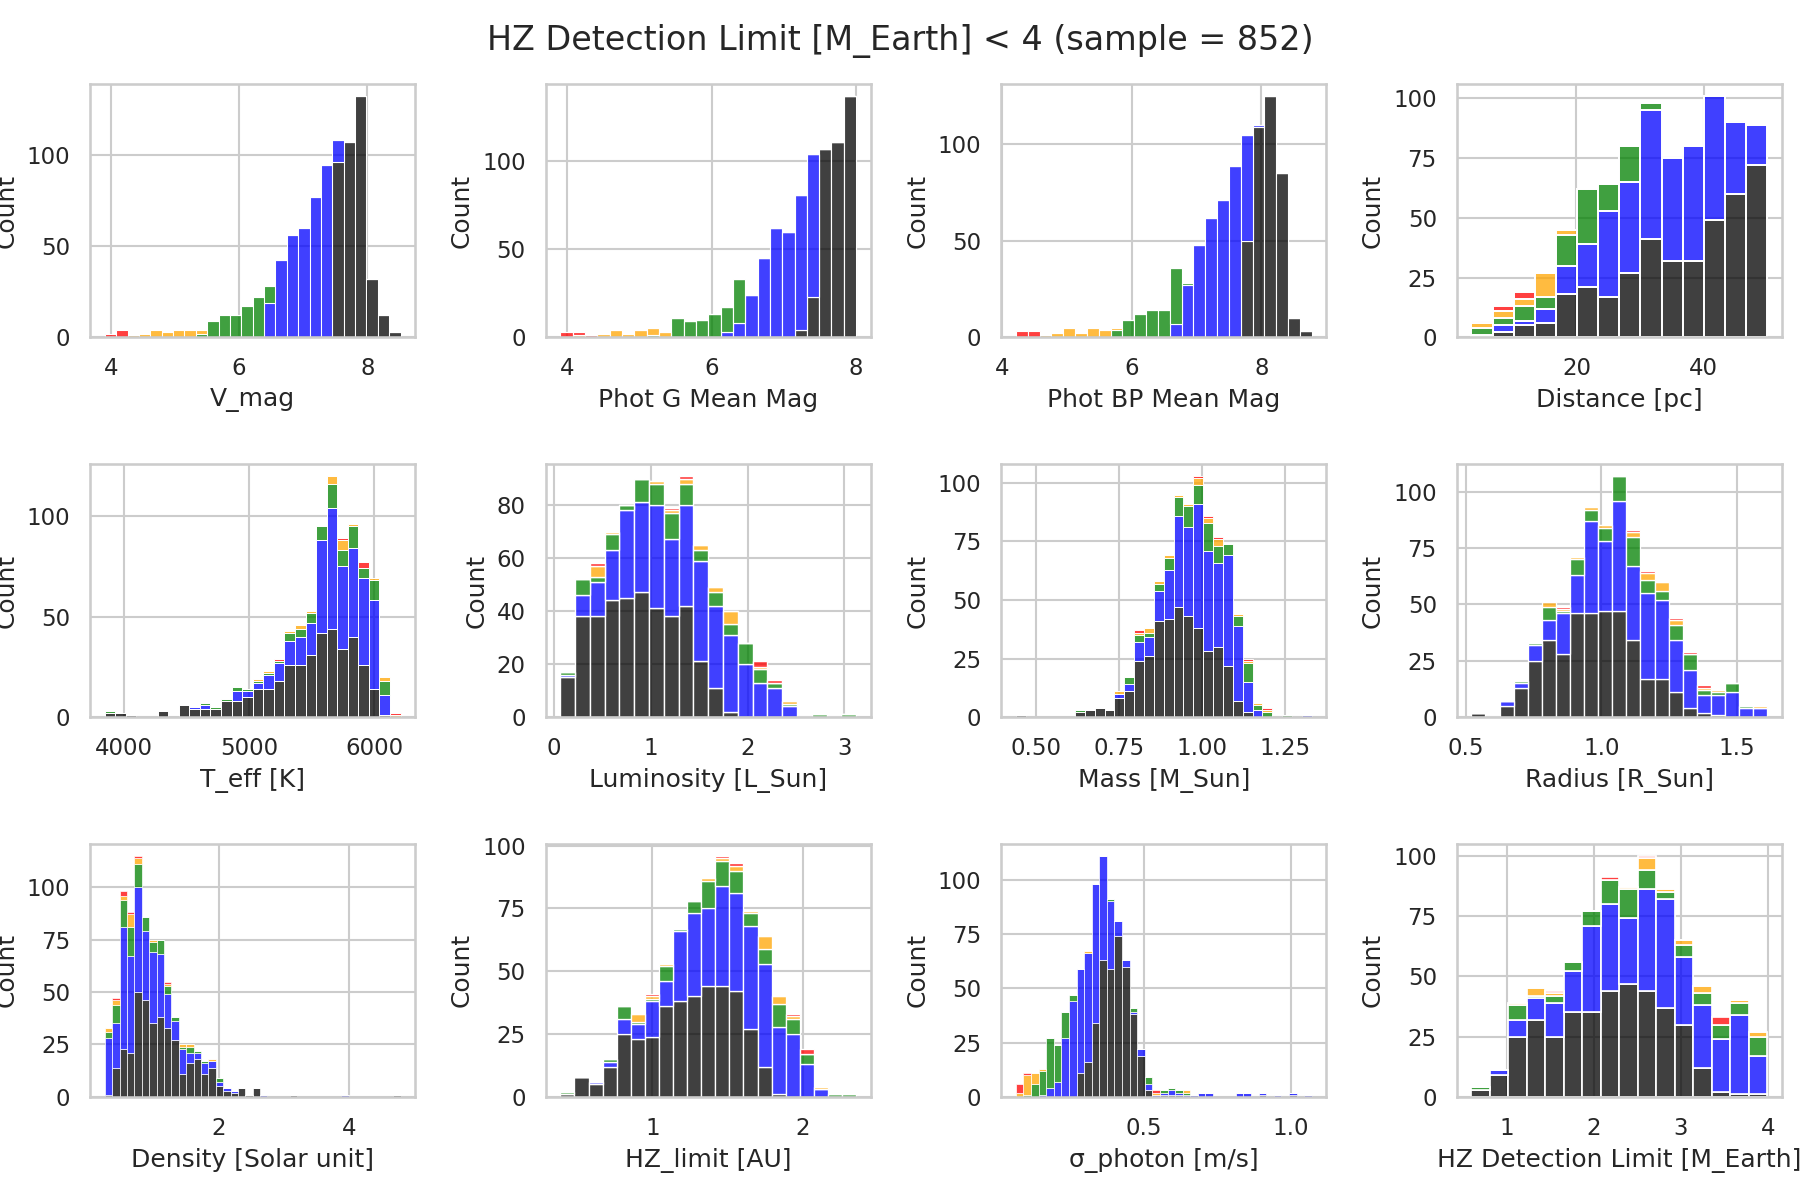 HZ Detection Limit [M_Earth] < 4 (sample = 852)
Count
100
50
0
4 6 8
V_mag
Count
100
50
0
4 6 8
Phot G Mean Mag
Count
100
50
0
4 6 8
Phot BP Mean Mag
Count
100
75
50
25
0
20 40
Distance [pc]
Count
100
50
0
4000 5000 6000
T_eff [K]
Count
80
60
40
20
0
0 1 2 3
Luminosity [L_Sun]
Count
100
75
50
25
0
0.50 0.75 1.00 1.25
Mass [M_Sun]
Count
100
75
50
25
0
0.5 1.0 1.5
Radius [R_Sun]
Count
100
75
50
25
0
2 4
Density [Solar unit]
Count
100
75
50
25
0
1 2
HZ_limit [AU]
Count
100
75
50
25
0
0.5 1.0
σ_photon [m/s]
Count
100
75
50
25
0
1 2 3 4
HZ Detection Limit [M_Earth]